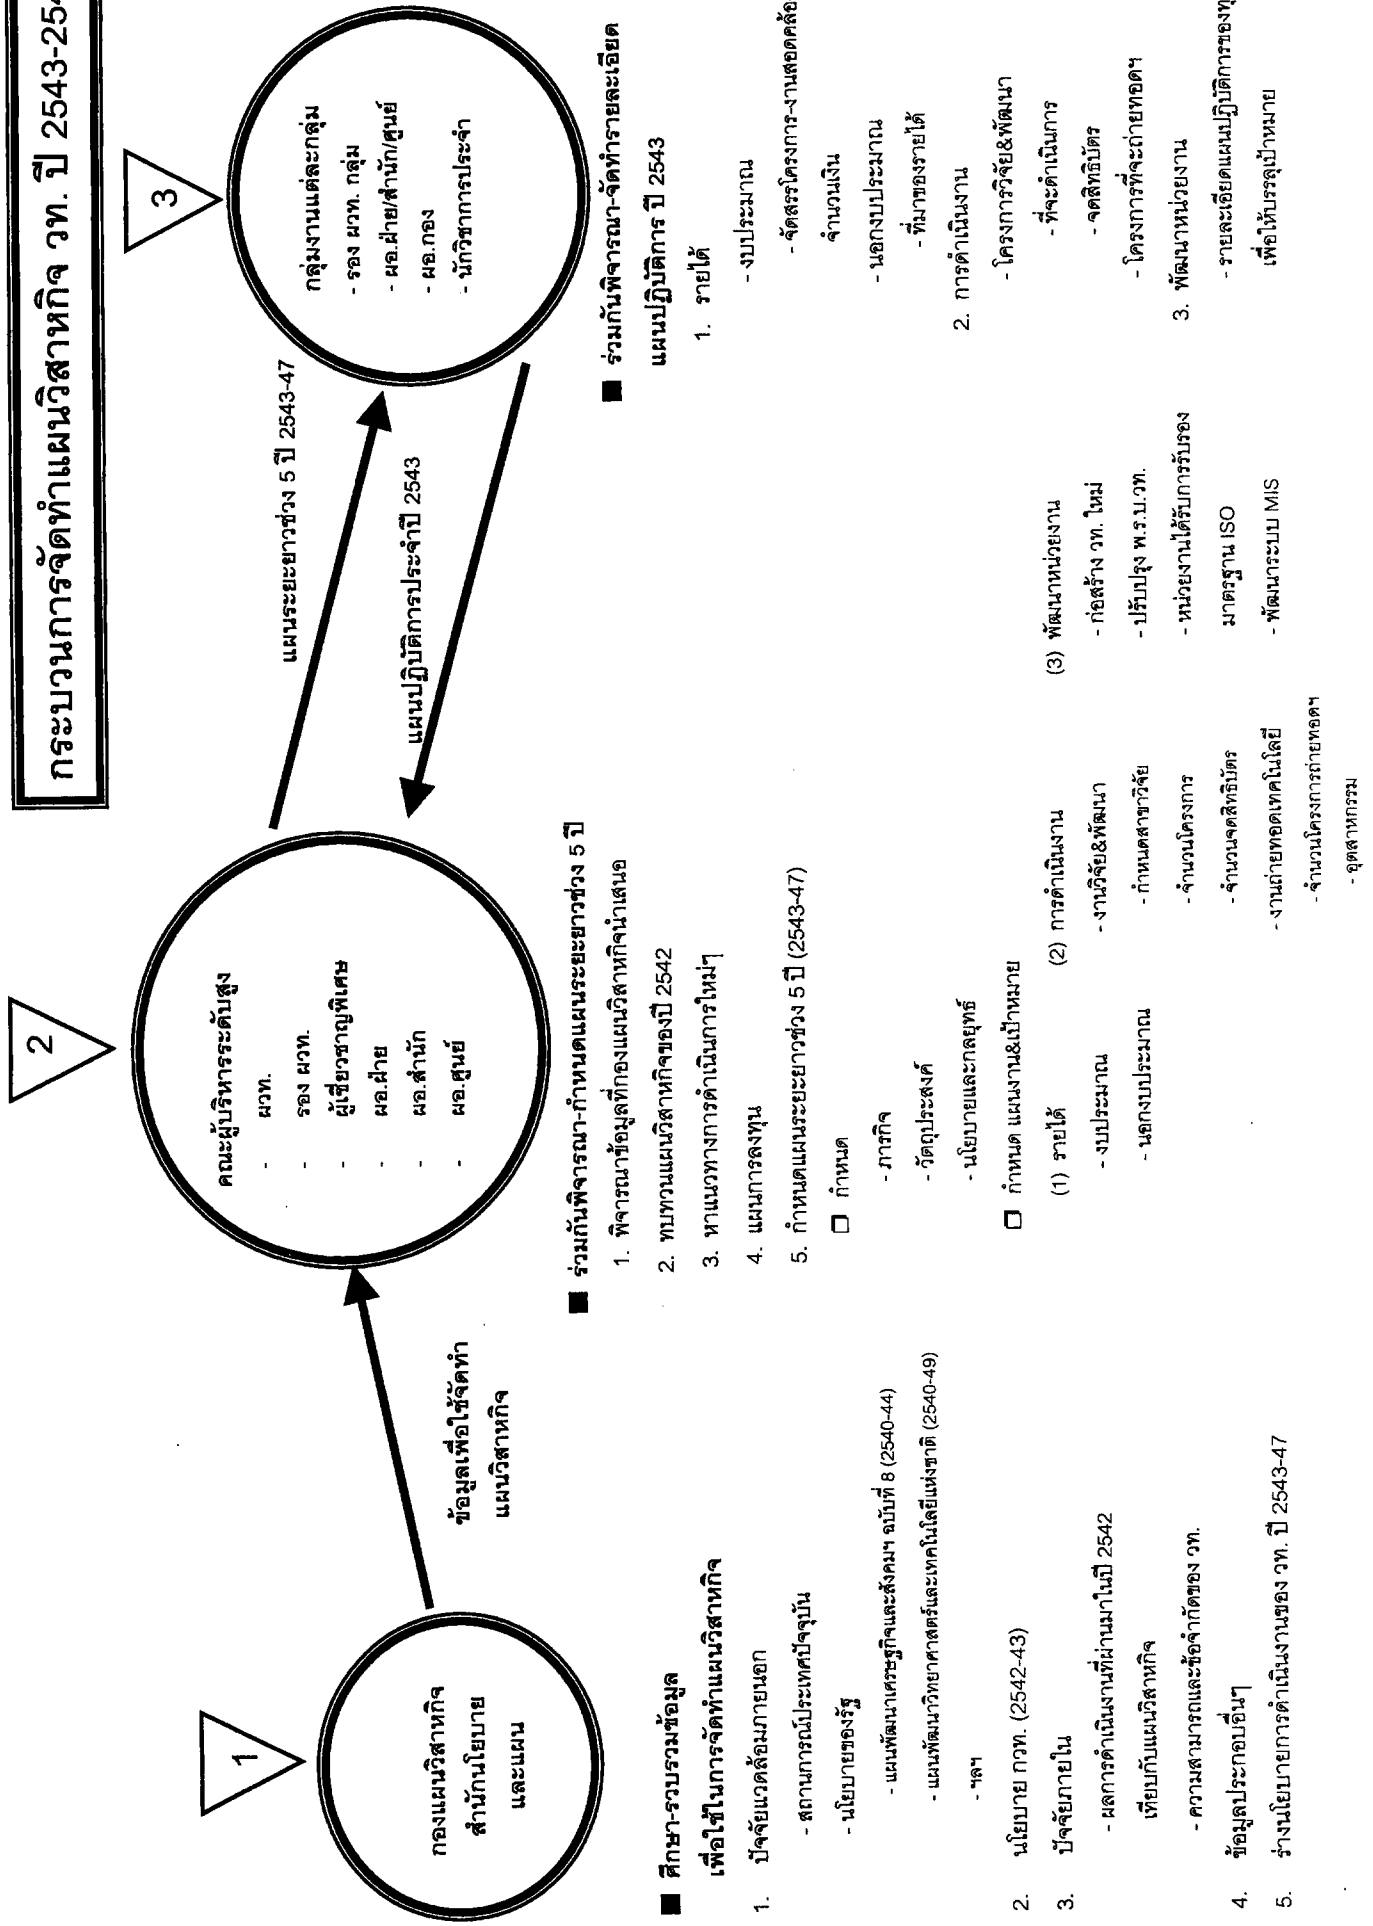 กระบวนการจัดทำแผนวิสาหกิจ วท. ปี 2543-254
1
กองแผนวิสาหกิจ
สำนักนโยบาย
และแผน
ข้อมูลเพื่อใช้จัดทำ
แผนวิสาหกิจ
■ ศึกษา-รวบรวมข้อมูล
เพื่อใช้ในการจัดทำแผนวิสาหกิจ
1. ปัจจัยแวดล้อมภายนอก
- สถานการณ์ประเทศปัจจุบัน
- นโยบายของรัฐ
- แผนพัฒนาเศรษฐกิจและสังคมฯ ฉบับที่ 8 (2540-44)
- แผนพัฒนาวิทยาศาสตร์และเทคโนโลยีแห่งชาติ (2540-49)
- ฯลฯ
2. นโยบาย กวท. (2542-43)
3. ปัจจัยภายใน
- ผลการดำเนินงานที่ผ่านมาในปี 2542
เทียบกับแผนวิสาหกิจ
- ความสามารถและข้อจำกัดของ วท.
4. ข้อมูลประกอบอื่นๆ
5. ร่างนโยบายการดำเนินงานของ วท. ปี 2543-47
2
คณะผู้บริหารระดับสูง
- ผวท.
- รอง ผวท.
- ผู้เชี่ยวชาญพิเศษ
- ผอ.ฝ่าย
- ผอ.สำนัก
- ผอ.ศูนย์
แผนระยะยาวช่วง 5 ปี 2543-47
แผนปฏิบัติการประจำปี 2543
■ ร่วมกันพิจารณา-กำหนดแผนระยะยาวช่วง 5 ปี
1. พิจารณาข้อมูลที่กองแผนวิสาหกิจนำเสนอ
2. ทบทวนแผนวิสาหกิจของปี 2542
3. หาแนวทางการดำเนินการใหม่ๆ
4. แผนการลงทุน
5. กำหนดแผนระยะยาวช่วง 5 ปี (2543-47)
❒ กำหนด
- ภารกิจ
- วัตถุประสงค์
- นโยบายและกลยุทธ์
❒ กำหนด แผนงาน&เป้าหมาย
(1) รายได้
- งบประมาณ
- นอกงบประมาณ
(2) การดำเนินงาน
- งานวิจัย&พัฒนา
- กำหนดสาขาวิจัย
- จำนวนโครงการ
- จำนวนจดสิทธิบัตร
- งานถ่ายทอดเทคโนโลยี
- จำนวนโครงการถ่ายทอดฯ
- อุตสาหกรรม
(3) พัฒนาหน่วยงาน
- ก่อสร้าง วท. ใหม่
- ปรับปรุง พ.ร.บ.วท.
- หน่วยงานได้รับการรับรอง
มาตรฐาน ISO
- พัฒนาระบบ MIS
3
กลุ่มงานแต่ละกลุ่ม
- รอง ผวท. กลุ่ม
- ผอ.ฝ่าย/สำนัก/ศูนย์
- ผอ.กอง
- นักวิชาการประจำ
■ ร่วมกันพิจารณา-จัดทำรายละเอียด
แผนปฏิบัติการ ปี 2543
1. รายได้
- งบประมาณ
- จัดสรรโครงการ-งานสอดคล้อ
จำนวนเงิน
- นอกงบประมาณ
- ที่มาของรายได้
2. การดำเนินงาน
- โครงการวิจัย&พัฒนา
- ที่จะดำเนินการ
- จดสิทธิบัตร
- โครงการที่จะถ่ายทอดฯ
3. พัฒนาหน่วยงาน
- รายละเอียดแผนปฏิบัติการของทุ
เพื่อให้บรรลุเป้าหมาย